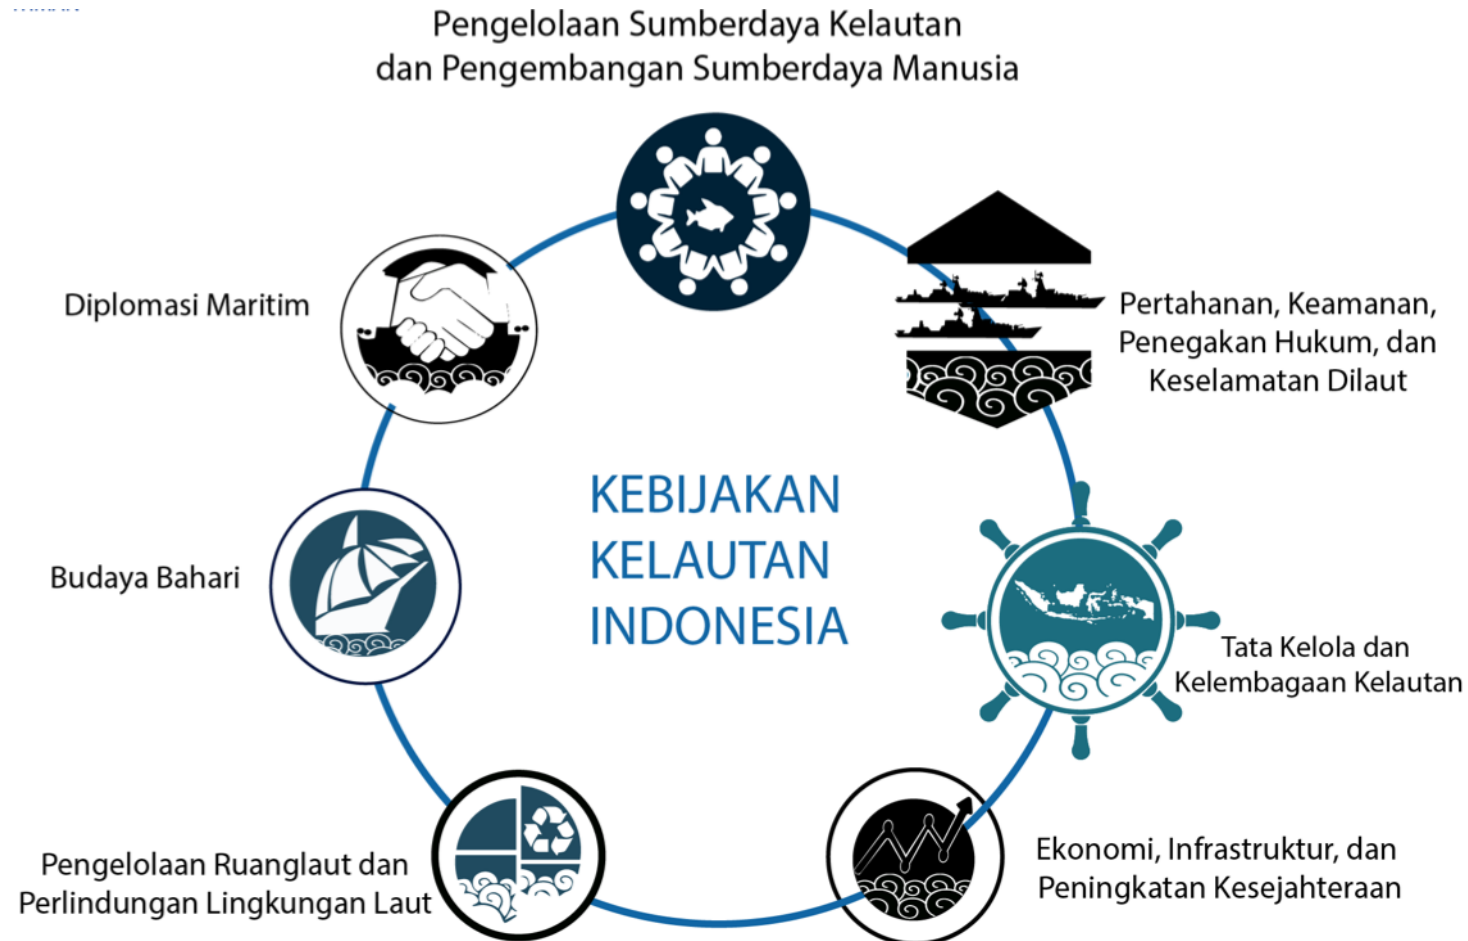 Pengelolaan Sumberdaya Kelautan
dan Pengembangan Sumberdaya Manusia
Diplomasi Maritim
Pertahanan, Keamanan,
Penegakan Hukum, dan
Keselamatan Dilaut
KEBIJAKAN
KELAUTAN
INDONESIA
Budaya Bahari
Tata Kelola dan
Kelembagaan Kelautan
Pengelolaan Ruanglaut dan
Perlindungan Lingkungan Laut
Ekonomi, Infrastruktur, dan
Peningkatan Kesejahteraan